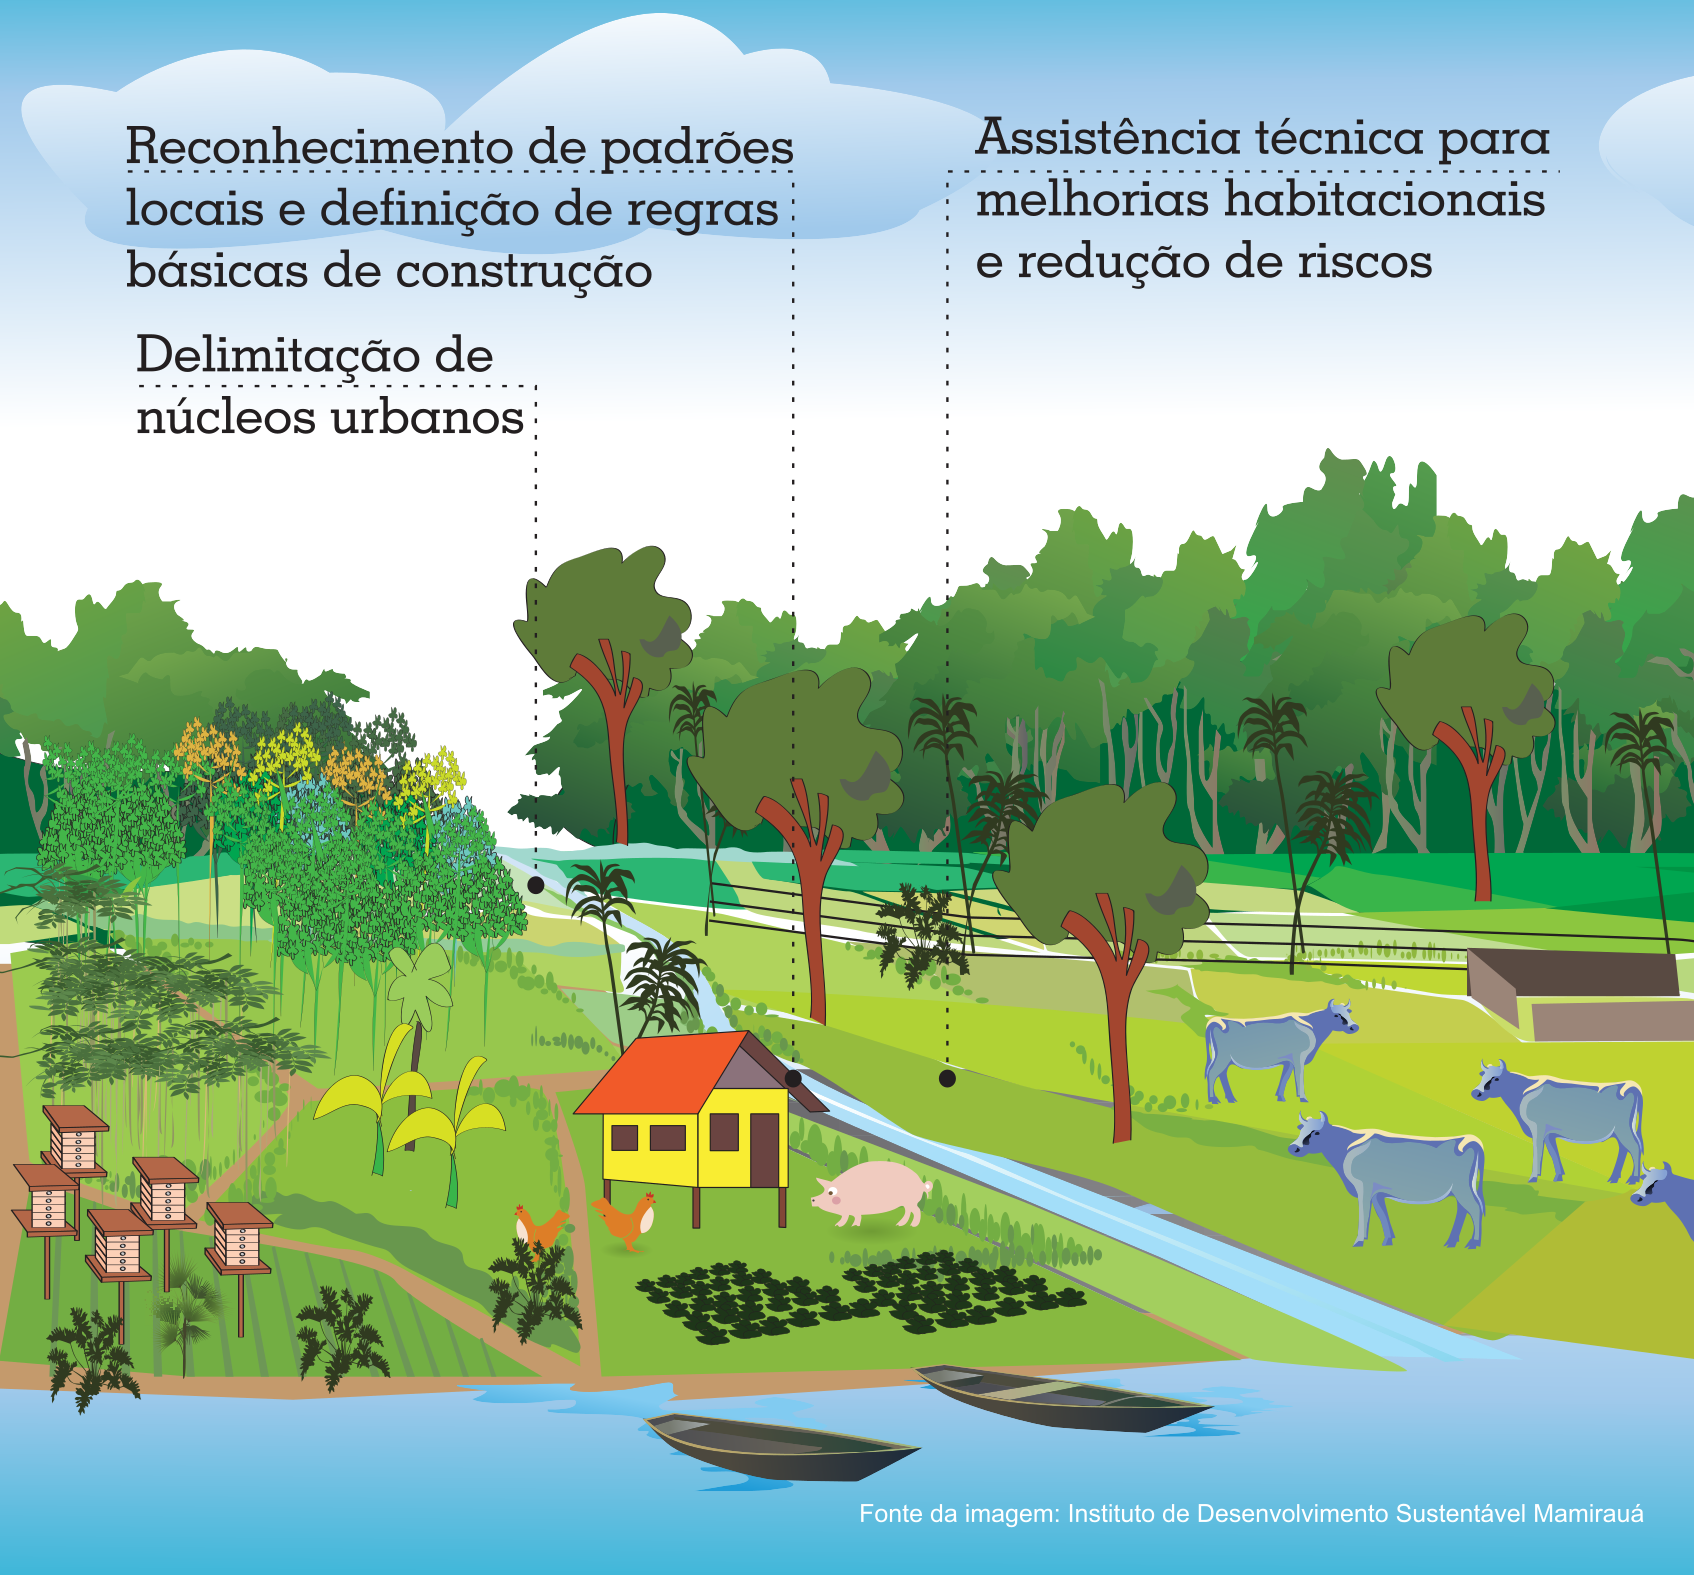 Reconhecimento de padrões
locais e definição de regras
básicas de construção
Delimitação de
núcleos urbanos
Assistência técnica para
melhorias habitacionais
e redução de riscos
Fonte da imagem: Instituto de Desenvolvimento Sustentável Mamirauá